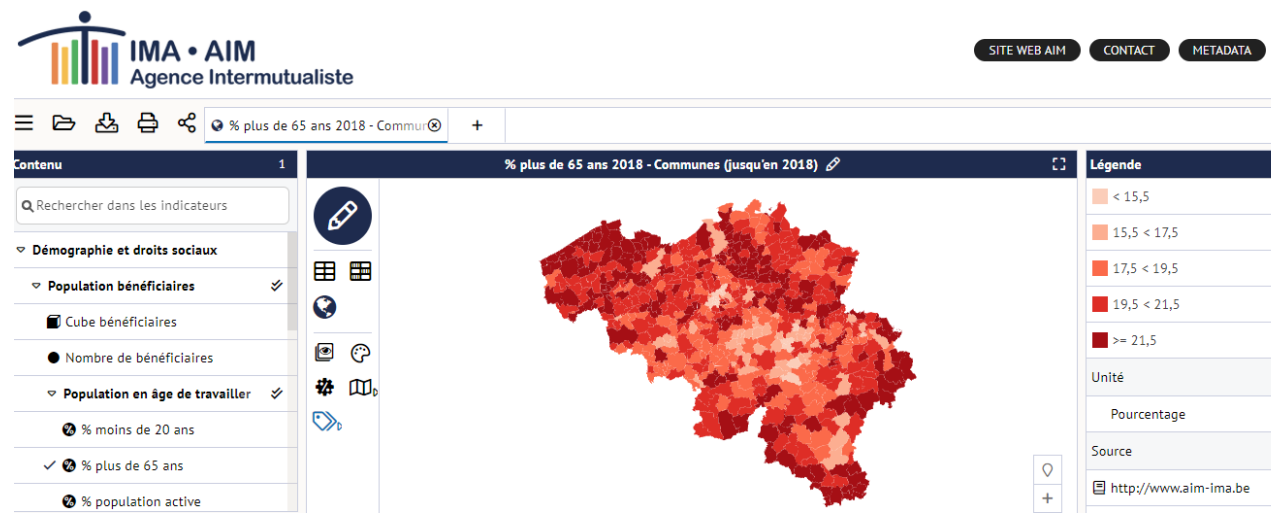 IMA • AIM
Agence Intermutualiste
SITE WEB AIM
CONTACT
METADATA
% plus de 65 ans 2018 - Commun
+
Contenu 1
Rechercher dans les indicateurs
Démographie et droits sociaux
Population bénéficiaires
Cube bénéficiaires
Nombre de bénéficiaires
Population en âge de travailler
% moins de 20 ans
% plus de 65 ans
% population active
% plus de 65 ans 2018 - Communes (jusqu'en 2018)
+
Légende
< 15,5
15,5 < 17,5
17,5 < 19,5
19,5 < 21,5
>= 21,5
Unité
Pourcentage
Source
http://www.aim-ima.be